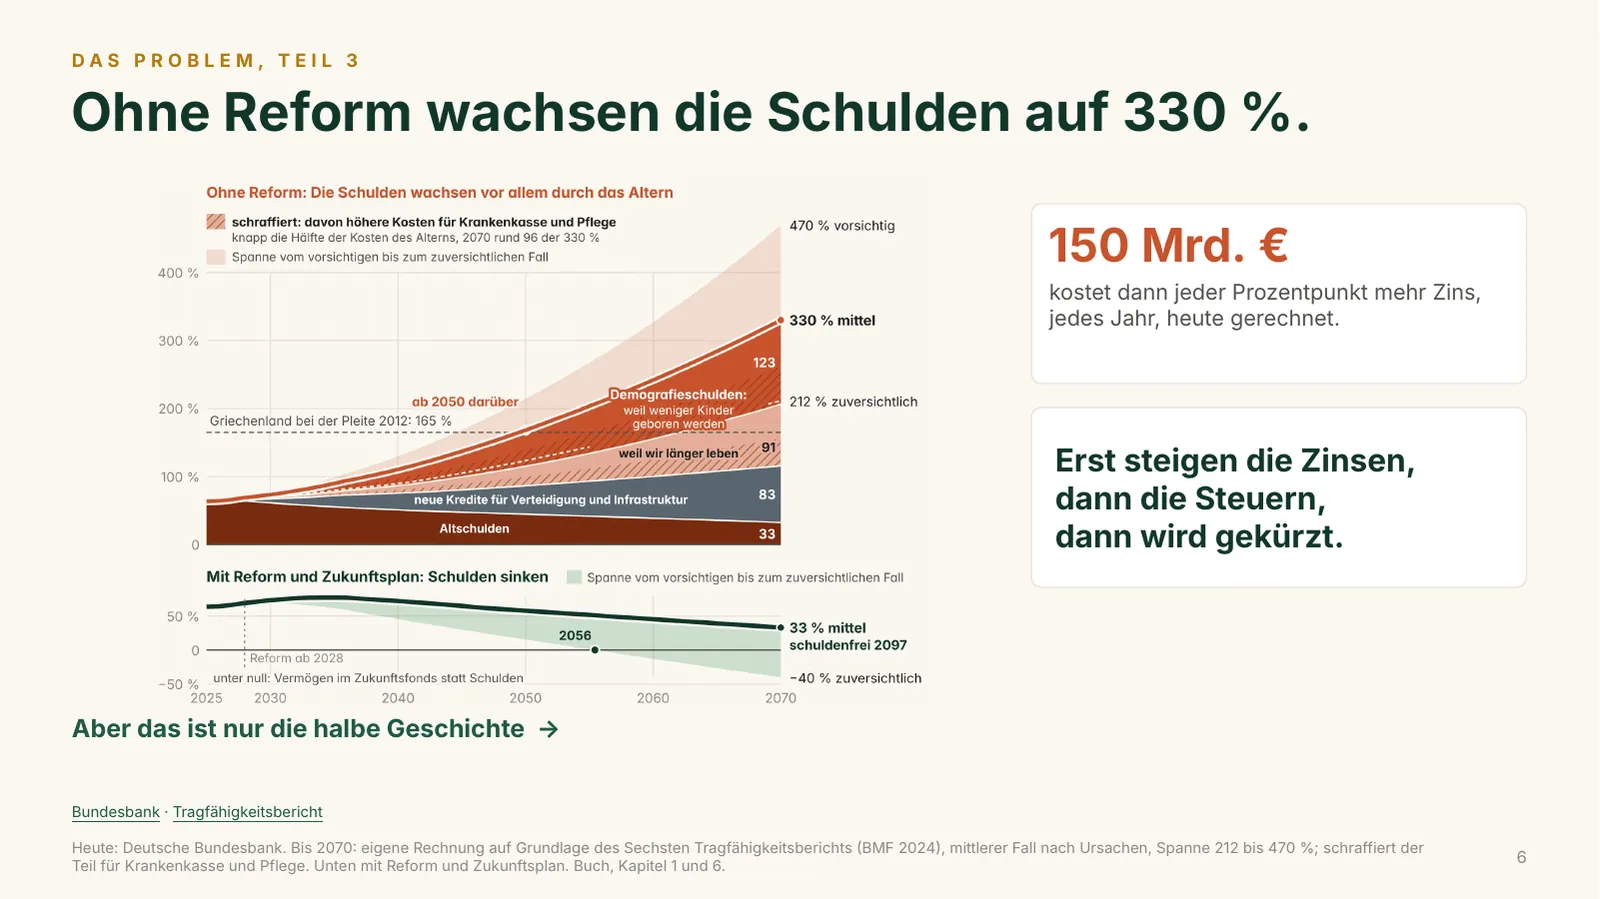 DAS PROBLEM, TEIL 3
Ohne Reform wachsen die Schulden auf 330 %.
Ohne Reform: Die Schulden wachsen vor allem durch das Altern
schraffiert: davon höhere Kosten für Krankenkasse und Pflege
knapp die Hälfte der Kosten des Alterns, 2070 rund 96 der 330 %
Spanne vom vorsichtigen bis zum zuversichtlichen Fall
400 %
300 %
200 %
100 %
0
470 % vorsichtig
330 % mittel
212 % zuversichtlich
ab 2050 darüber
Griechenland bei der Pleite 2012: 165 %
123
Demografieschulden:
weil weniger Kinder
geboren werden
weil wir länger leben
91
neue Kredite für Verteidigung und Infrastruktur
83
Altschulden
33
Mit Reform und Zukunftsplan: Schulden sinken
Spanne vom vorsichtigen bis zum zuversichtlichen Fall
50 %
0
−50 %
2056
Reform ab 2028
unter null: Vermögen im Zukunftsfonds statt Schulden
33 % mittel
schuldenfrei 2097
−40 % zuversichtlich
2025
2030
2040
2050
2060
2070
150 Mrd. €
kostet dann jeder Prozentpunkt mehr Zins,
jedes Jahr, heute gerechnet.
Erst steigen die Zinsen,
dann die Steuern,
dann wird gekürzt.
Aber das ist nur die halbe Geschichte →
Bundesbank · Tragfähigkeitsbericht
Heute: Deutsche Bundesbank. Bis 2070: eigene Rechnung auf Grundlage des Sechsten Tragfähigkeitsberichts (BMF 2024), mittlerer Fall nach Ursachen, Spanne 212 bis 470 %; schraffiert der
Teil für Krankenkasse und Pflege. Unten mit Reform und Zukunftsplan. Buch, Kapitel 1 und 6.
6